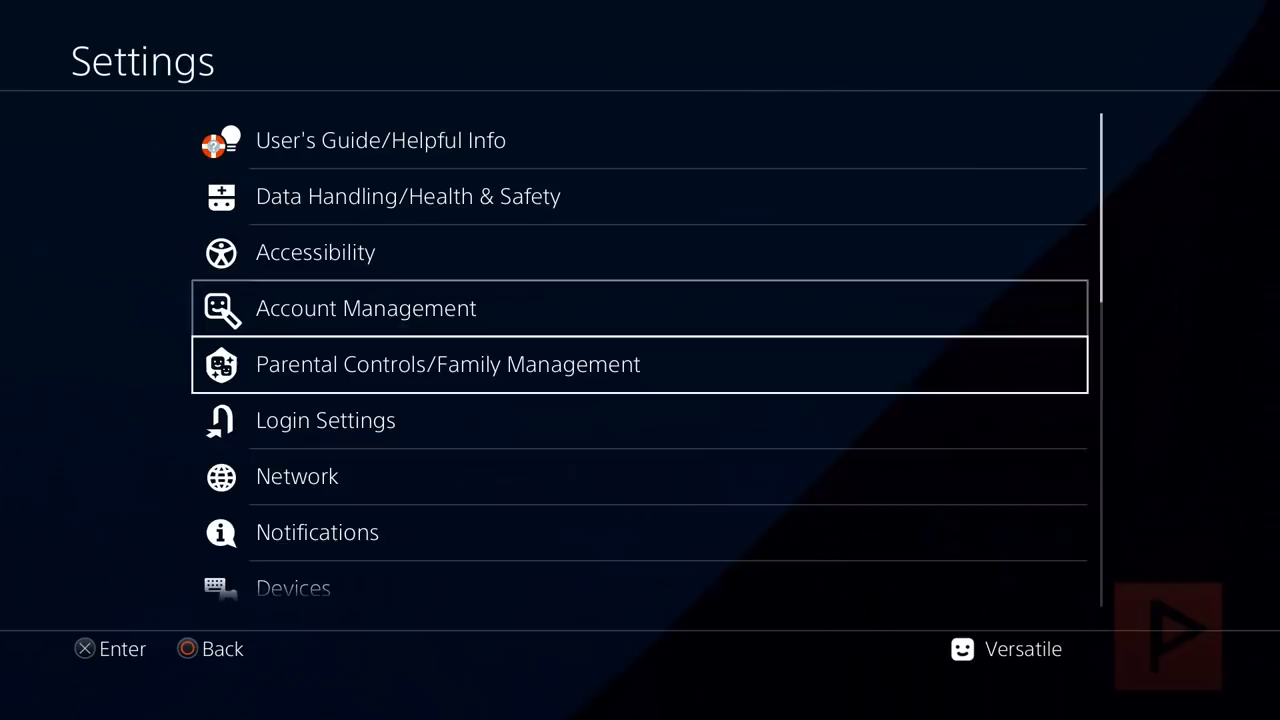 Settings
User's Guide/Helpful Info
Data Handling/Health & Safety
Accessibility
Account Management
Parental Controls/Family Management
Login Settings
Network
Notifications
Devices
Enter
Back
Versatile